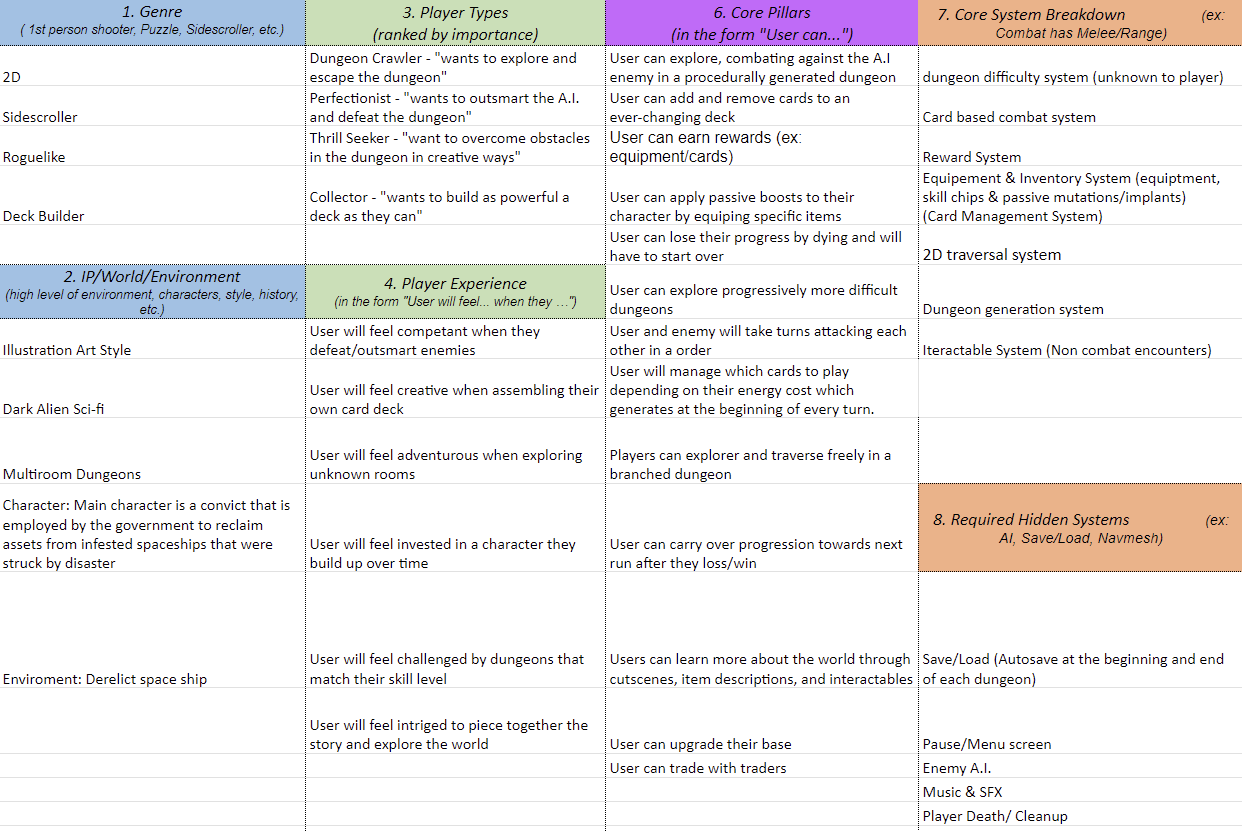 1. Genre
( 1st person shooter, Puzzle, Sidescroller, etc.)
2D
Sidescroller
Roguelike
Deck Builder
2. IP/World/Environment
(high level of environment, characters, style, history,
etc.)
Illustration Art Style
Dark Alien Sci-fi
Multiroom Dungeons
Character: Main character is a convict that is
employed by the government to reclaim
assets from infested spaceships that were
struck by disaster
Enviroment: Derelict space ship
3. Player Types
(ranked by importance)
Dungeon Crawler - "wants to explore and
escape the dungeon"
Perfectionist - "wants to outsmart the A.I.
and defeat the dungeon"
Thrill Seeker - "want to overcome obstacles
in the dungeon in creative ways"
Collector - "wants to build as powerful a
deck as they can"
4. Player Experience
(in the form "User will feel... when they …")
User will feel competant when they
defeat/outsmart enemies
User will feel creative when assembling their
own card deck
User will feel adventurous when exploring
unknown rooms
User will feel invested in a character they
build up over time
User will feel challenged by dungeons that
match their skill level
User will feel intriged to piece together the
story and explore the world
6. Core Pillars
(in the form "User can...")
User can explore, combating against the A.I
enemy in a procedurally generated dungeon
User can add and remove cards to an
ever-changing deck
User can earn rewards (ex:
equipment/cards)
User can apply passive boosts to their
character by equiping specific items
User can lose their progress by dying and will
have to start over
User can explore progressively more difficult
dungeons
User and enemy will take turns attacking each
other in a order
User will manage which cards to play
depending on their energy cost which
generates at the beginning of every turn.
Players can explorer and traverse freely in a
branched dungeon
User can carry over progression towards next
run after they loss/win
Users can learn more about the world through
cutscenes, item descriptions, and interactables
User can upgrade their base
User can trade with traders
7. Core System Breakdown (ex:
Combat has Melee/Range)
dungeon difficulty system (unknown to player)
Card based combat system
Reward System
Equipement & Inventory System (equiptment,
skill chips & passive mutations/implants)
(Card Management System)
2D traversal system
Dungeon generation system
Iteractable System (Non combat encounters)
8. Required Hidden Systems (ex:
AI, Save/Load, Navmesh)
Save/Load (Autosave at the beginning and end
of each dungeon)
Pause/Menu screen
Enemy A.I.
Music & SFX
Player Death/ Cleanup